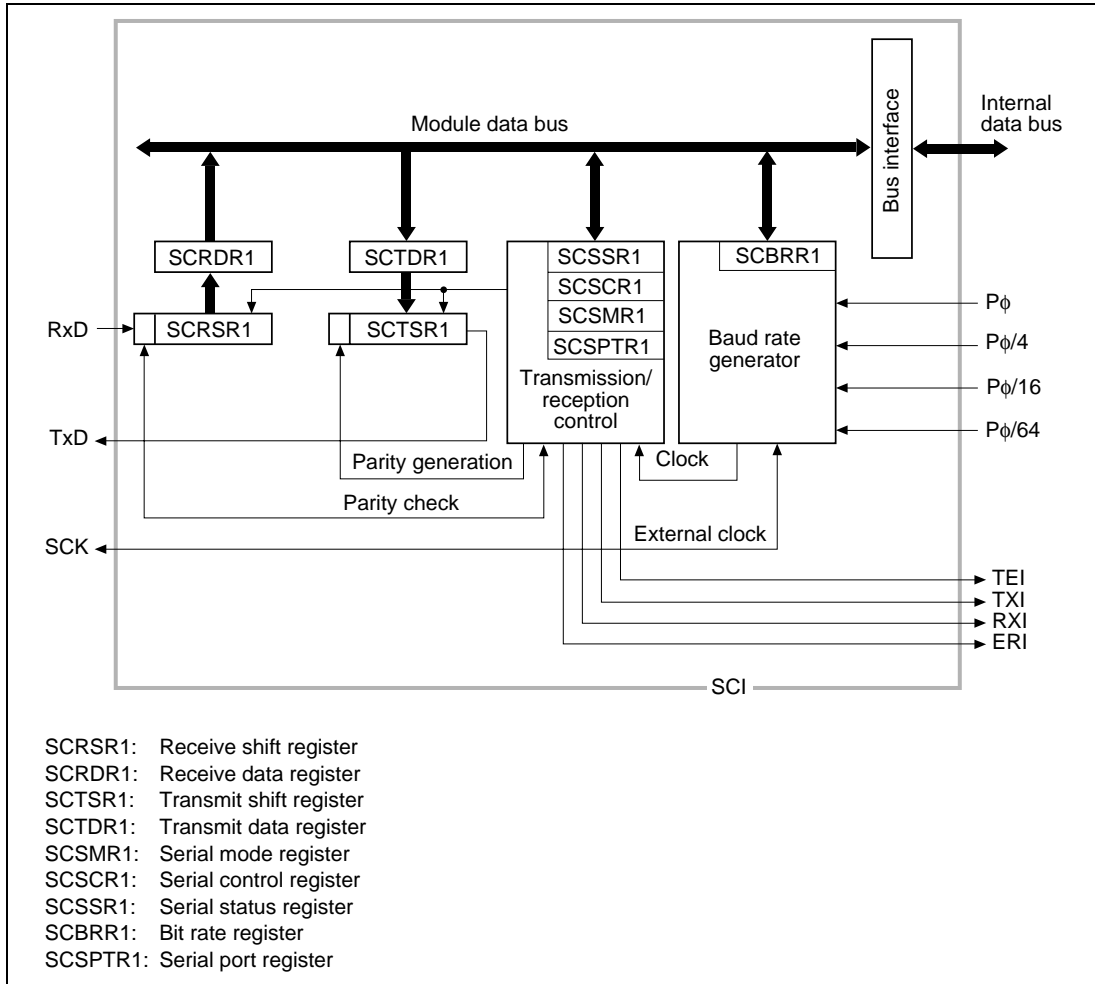 Module data bus
Bus interface
Internal
data bus
SCRDR1
SCTDR1
SCSSR1
SCSCR1
SCSMR1
SCSPTR1
Transmission/
reception
control
SCBRR1
Baud rate
generator
RxD
SCRSR1
SCTSR1
Pϕ
Pϕ/4
Pϕ/16
Pϕ/64
TxD
Parity generation
Clock
Parity check
SCK
External clock
TEI
TXI
RXI
ERI
SCI
SCRSR1: Receive shift register
SCRDR1: Receive data register
SCTSR1: Transmit shift register
SCTDR1: Transmit data register
SCSMR1: Serial mode register
SCSCR1: Serial control register
SCSSR1: Serial status register
SCBRR1: Bit rate register
SCSPTR1: Serial port register